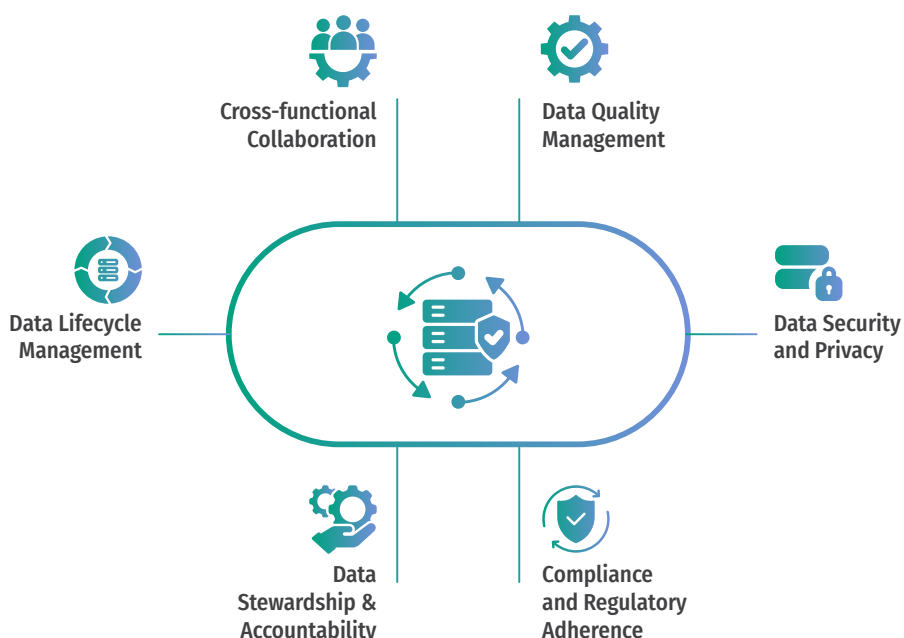 Cross-functional
Collaboration
Data Quality
Management
Data Lifecycle
Management
Data Security
and Privacy
Data
Stewardship &
Accountability
Compliance
and Regulatory
Adherence